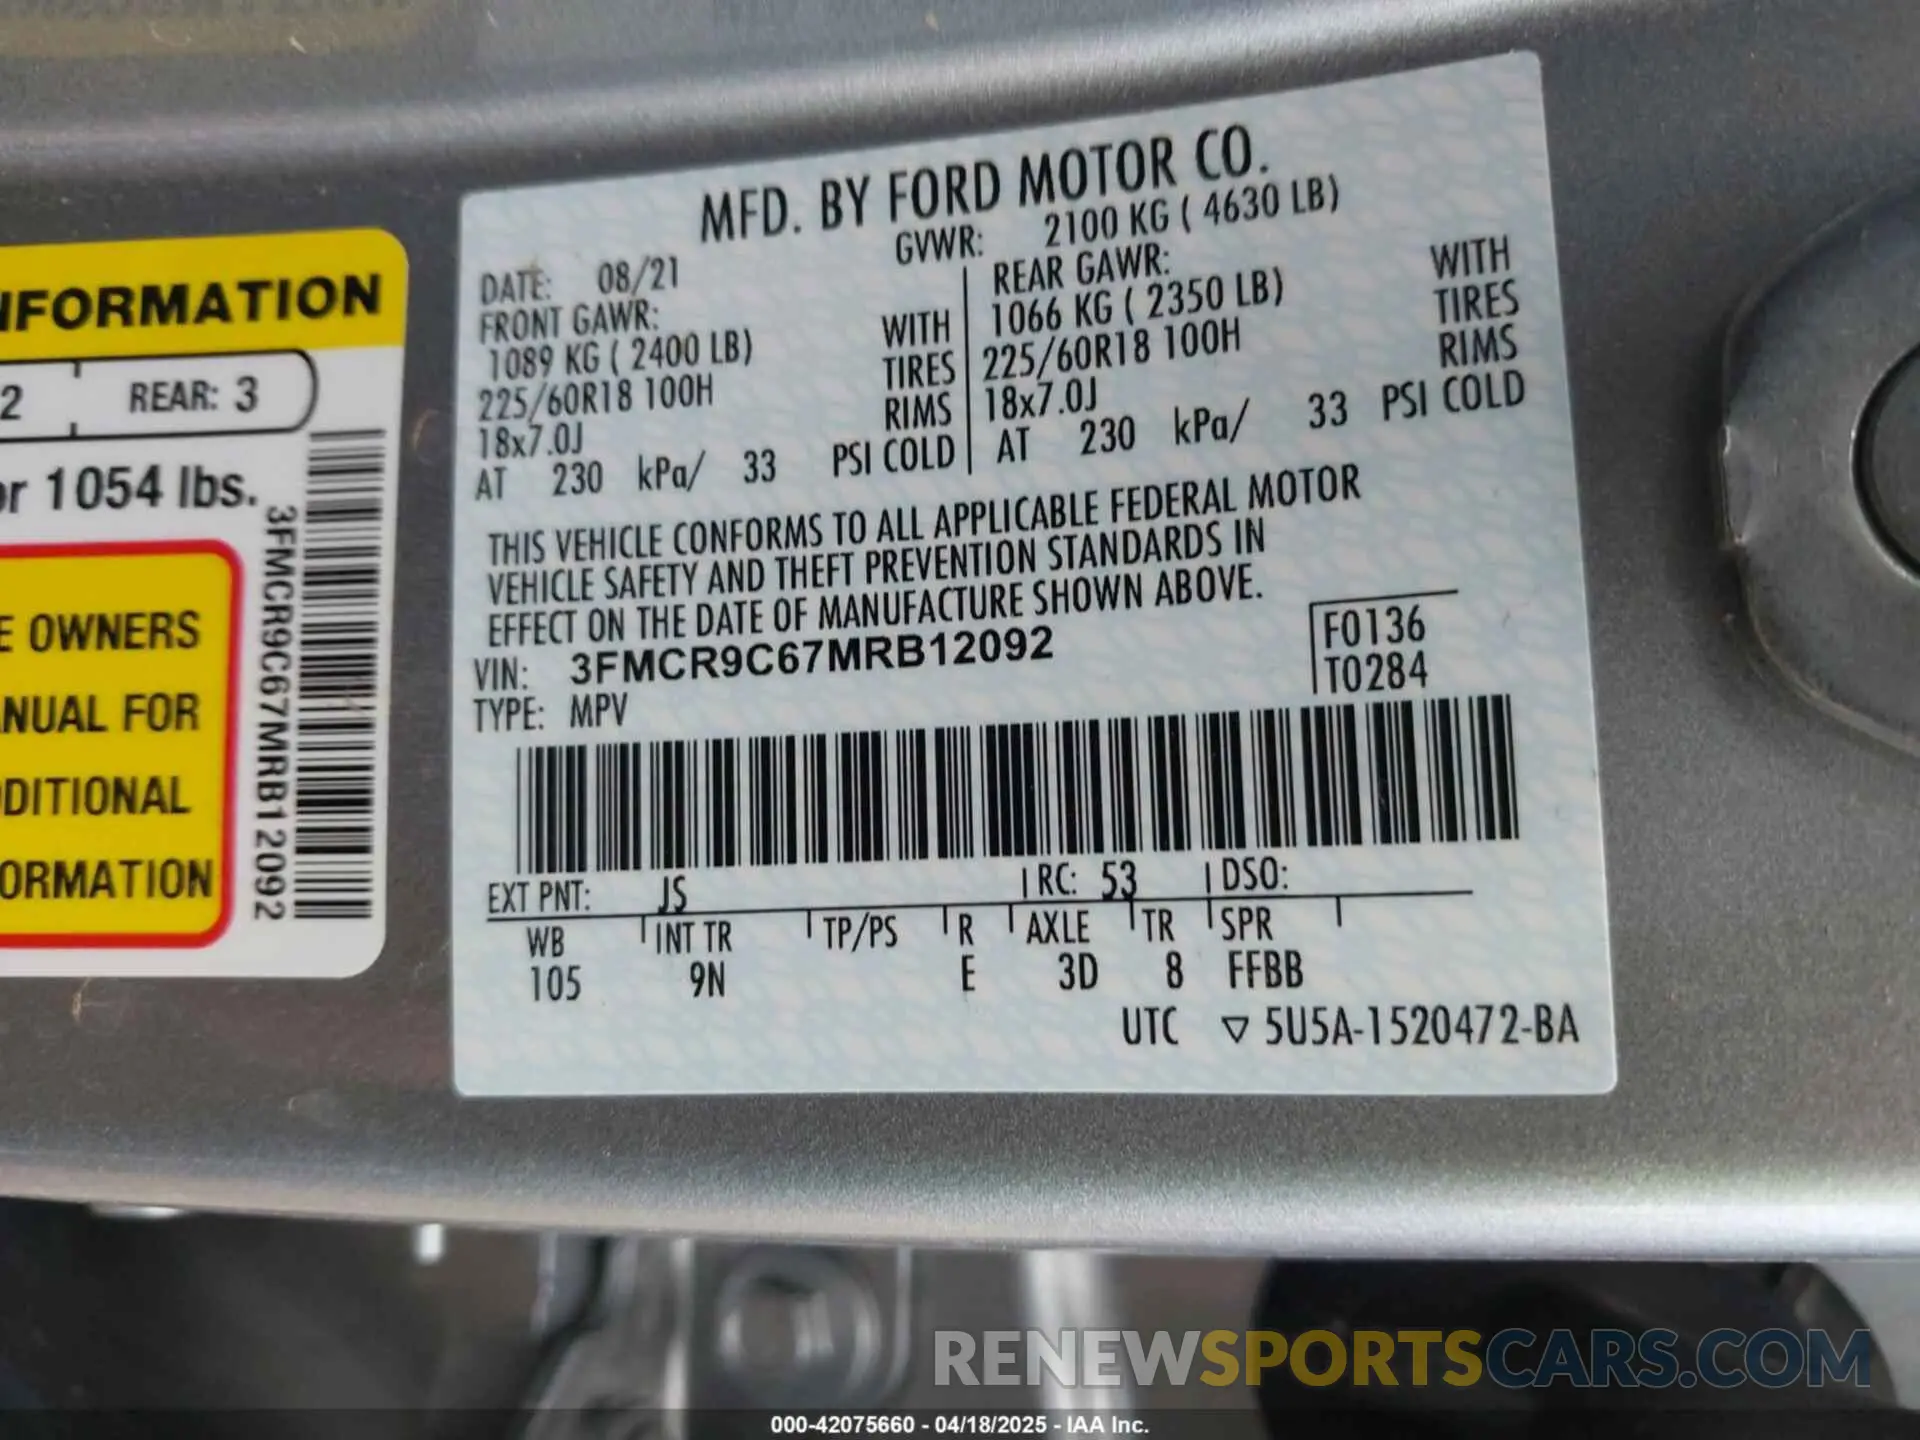 NFORMATION
2 REAR: 3
or 1054 lbs.
E OWNERS
NUAL FOR
DDITIONAL
ORMATION
3FMCR9C67MRB12092
MFD. BY FORD MOTOR CO.
DATE: 08/21 GVWR: 2100 KG ( 4630 LB)
FRONT GAWR: REAR GAWR:
1089 KG ( 2400 LB) WITH 1066 KG ( 2350 LB) WITH
225/60R18 100H TIRES 225/60R18 100H TIRES
18x7.0J RIMS 18x7.0J RIMS
AT 230 kPa/ 33 PSI COLD AT 230 kPa/ 33 PSI COLD
THIS VEHICLE CONFORMS TO ALL APPLICABLE FEDERAL MOTOR
VEHICLE SAFETY AND THEFT PREVENTION STANDARDS IN
EFFECT ON THE DATE OF MANUFACTURE SHOWN ABOVE.
VIN: 3FMCR9C67MRB12092 F0136
TYPE: MPV T0284
EXT PNT: JS RC: 53 DSO:
WB INT TR TP/PS R AXLE TR SPR
105 9N E 3D 8 FFBB
UTC ▽ 5U5A-1520472-BA
RENEWSPORTSCARS.COM
000-42075660 - 04/18/2025 - IAA Inc.